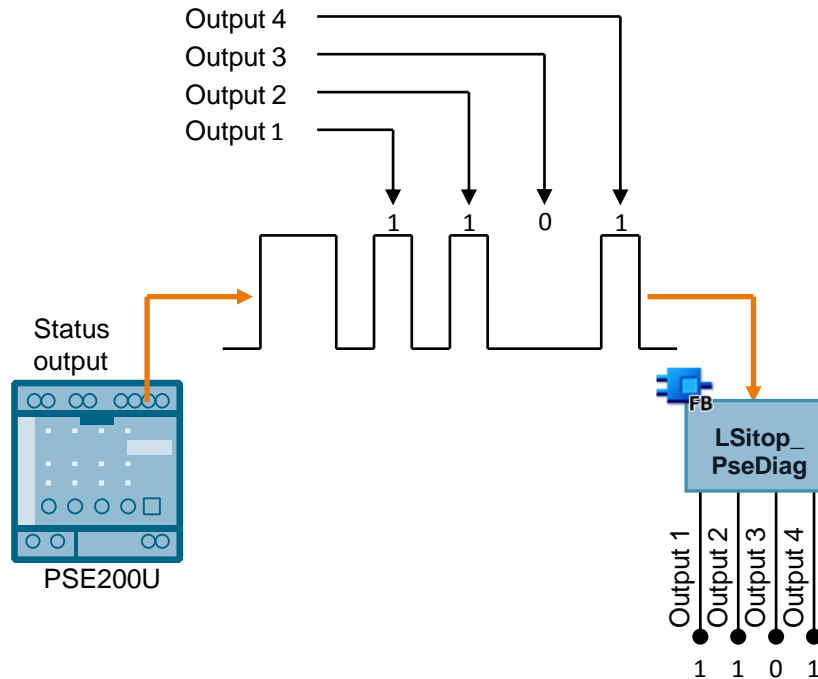 Output 4
Output 3
Output 2
Output 1
1 1 0 1
Status
output
FB
LSitop_
PseDiag
PSE200U
Output 1
Output 2
Output 3
Output 4
1 1 0 1